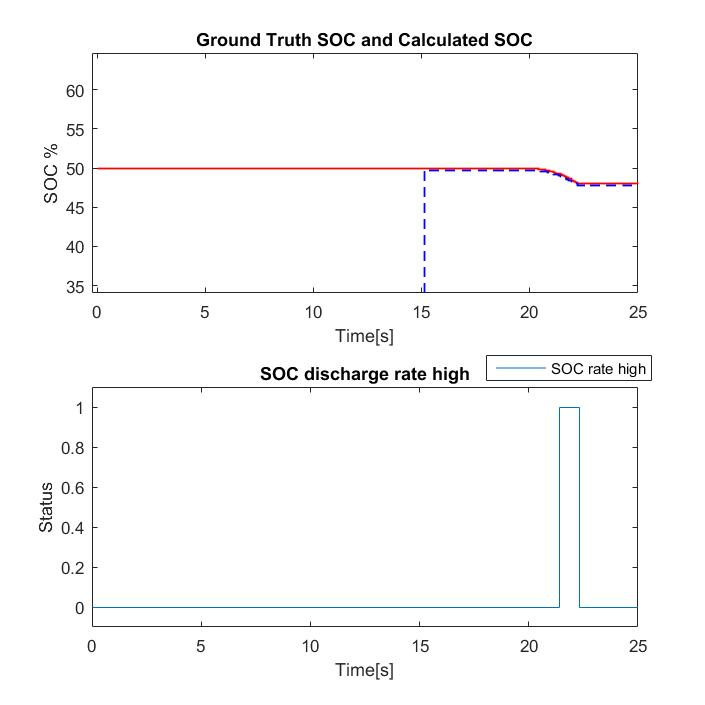 Ground Truth SOC and Calculated SOC
60
55
50
45
40
35
SOC %
0 5 10 15 20 25
Time[s]
SOC discharge rate high
SOC rate high
1
0.8
0.6
0.4
0.2
0
Status
0 5 10 15 20 25
Time[s]